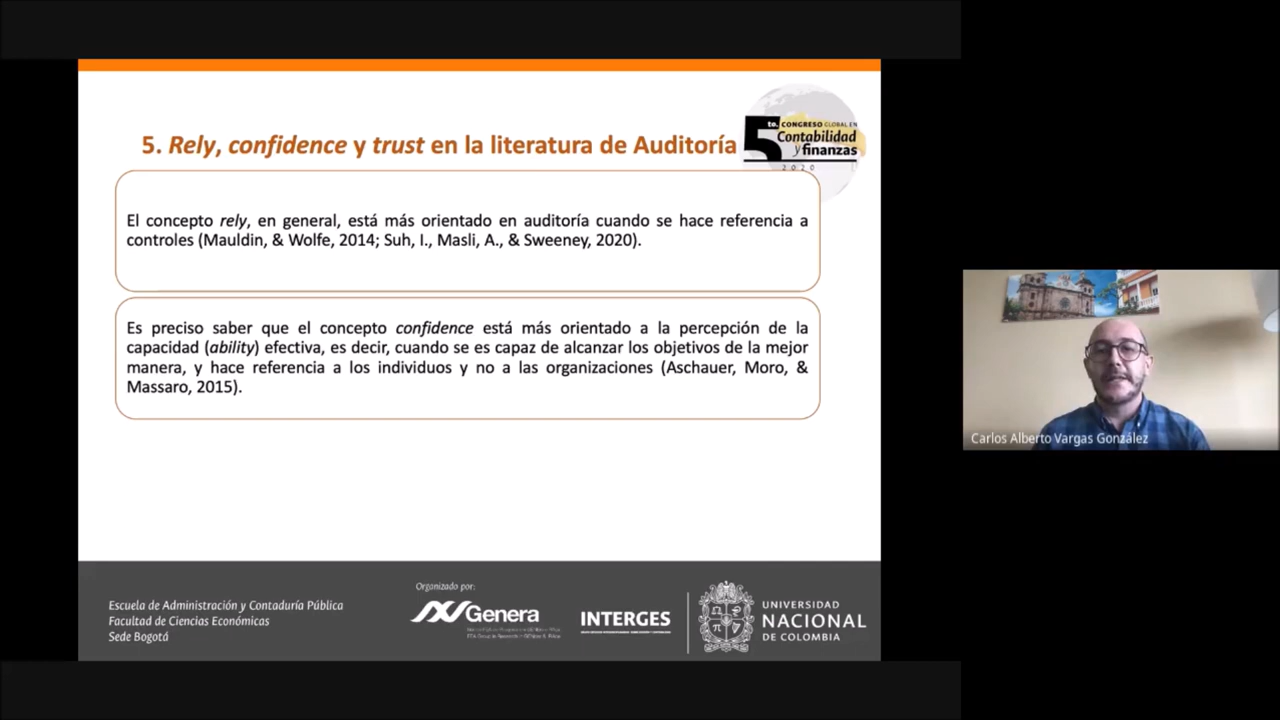 5. Rely, confidence y trust en la literatura de Auditoría
5to. CONGRESO GLOBAL EN
Contabilidad
y finanzas
2020
El concepto rely, en general, está más orientado en auditoría cuando se hace referencia a
controles (Mauldin, & Wolfe, 2014; Suh, I., Masli, A., & Sweeney, 2020).
Es preciso saber que el concepto confidence está más orientado a la percepción de la
capacidad (ability) efectiva, es decir, cuando se es capaz de alcanzar los objetivos de la mejor
manera, y hace referencia a los individuos y no a las organizaciones (Aschauer, Moro, &
Massaro, 2015).
Carlos Alberto Vargas González
Escuela de Administración y Contaduría Pública
Facultad de Ciencias Económicas
Sede Bogotá
Organizado por:
Genera
INTERGES
UNIVERSIDAD
NACIONAL
DE COLOMBIA